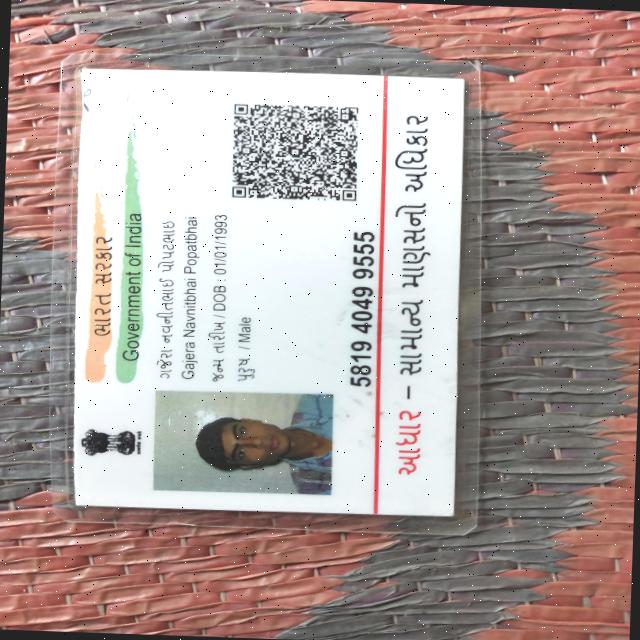 ભારત સરકાર
Government of India
ગજેરા નવનીતભાઈ પોપટભાઈ
Gajera Navnitbhai Popatbhai
જન્મ તારીખ / DOB : 01/01/1993
પુરુષ / Male
5819 4049 9555
આધાર – સામાન્ય માણસનો અધિકાર